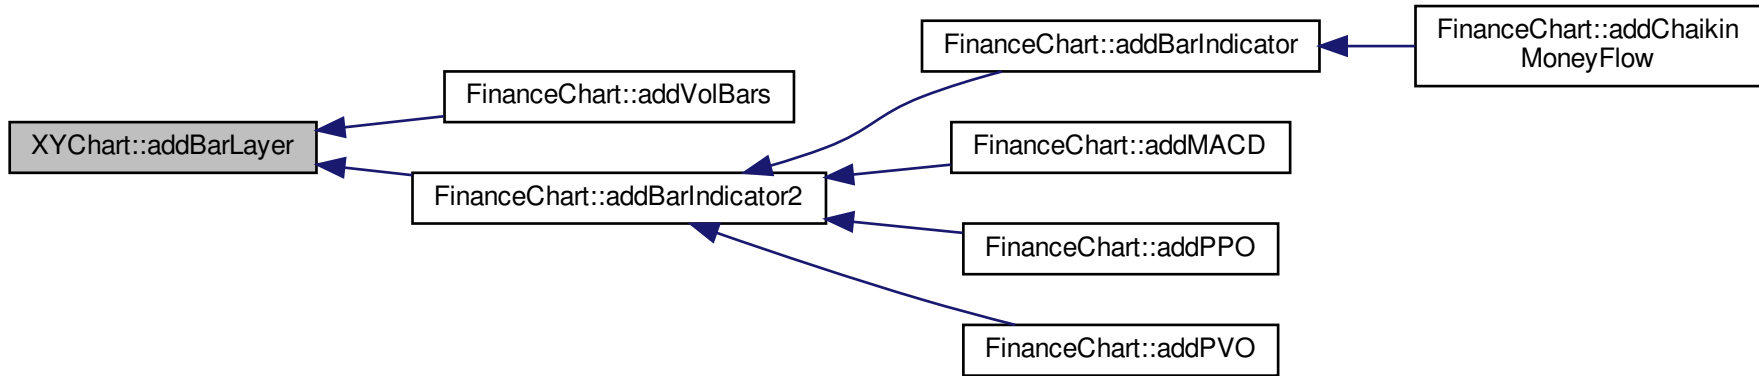 XYChart::addBarLayer
FinanceChart::addVolBars
FinanceChart::addBarIndicator2
FinanceChart::addBarIndicator
FinanceChart::addChaikin
MoneyFlow
FinanceChart::addMACD
FinanceChart::addPPO
FinanceChart::addPVO